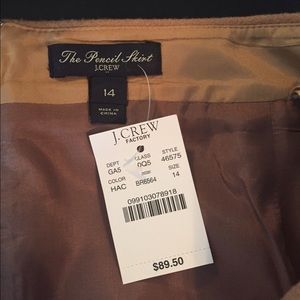 The Pencil Skirt
J.CREW
14
MADE IN
CHINA
J.CREW
FACTORY
DEPT CLASS STYLE
GA5 0Q5 46575
COLOR SIZE
HAC BR8564 14
099103078918
$89.50